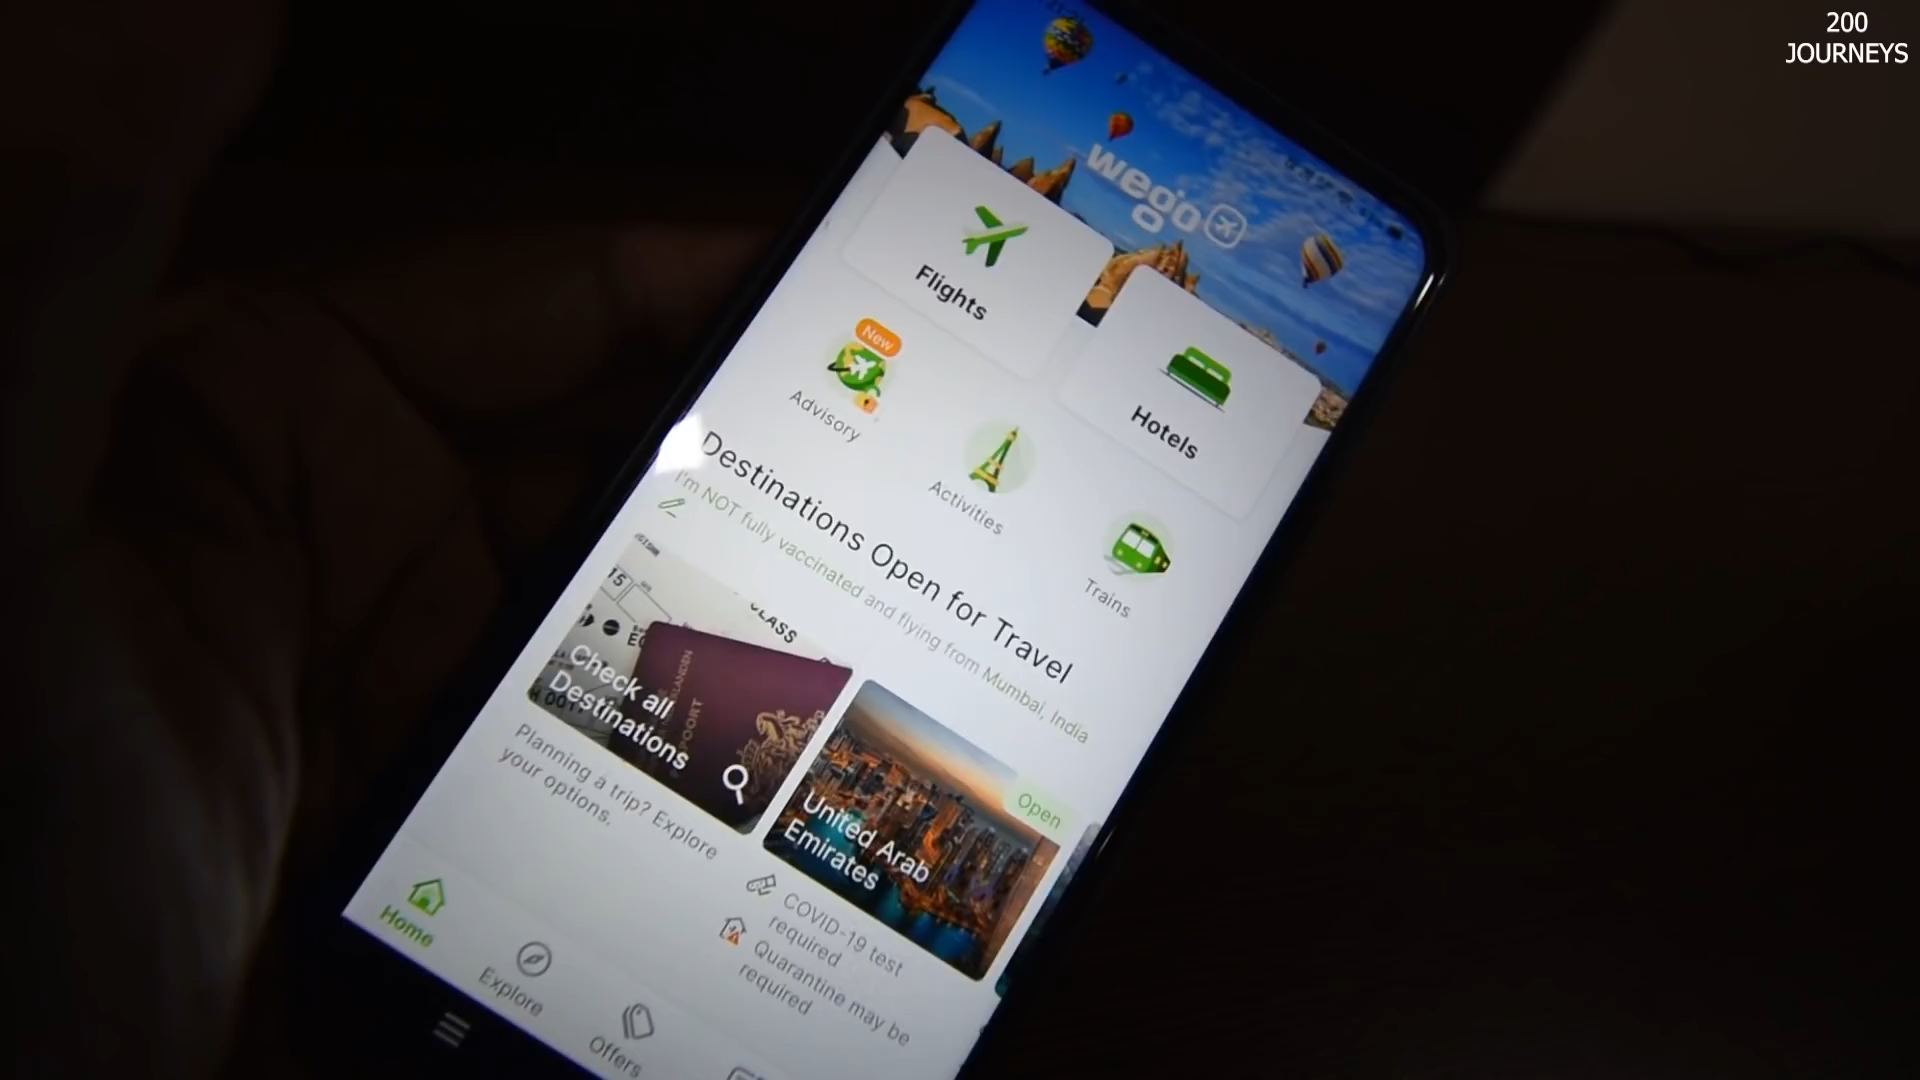 200
JOURNEYS
wego
Flights
Hotels
New
Advisory
Activities
Trains
Destinations Open for Travel
I'm NOT fully vaccinated and flying from Mumbai, India
15
CLASS
Check all
Destinations
Planning a trip? Explore
your options.
Open
United Arab
Emirates
COVID-19 test
required
Quarantine may be
required
Home
Explore
Offers